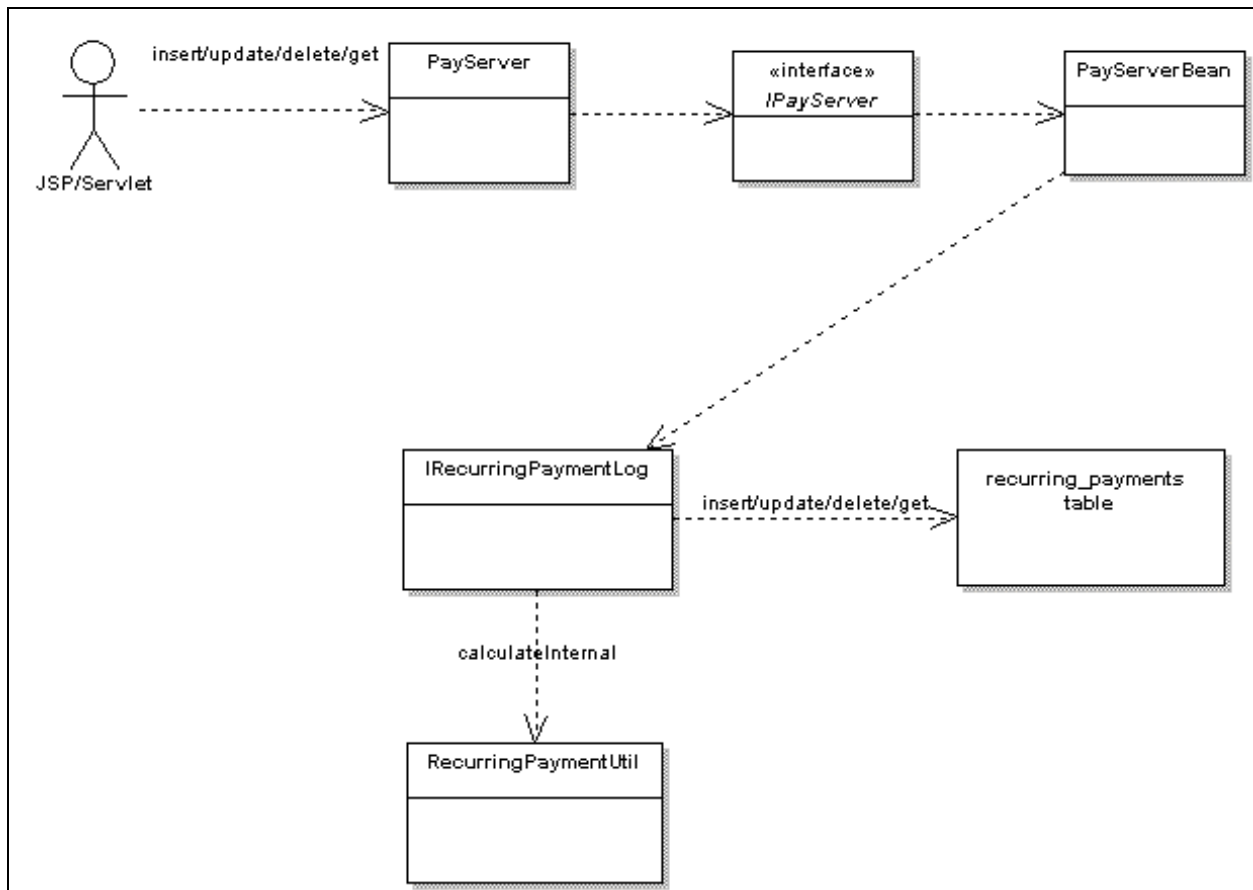 insert/update/delete/get
PayServer
«interface»
IPayServer
PayServerBean
JSP/Servlet
IRecurringPaymentLog
insert/update/delete/get
recurring_payments
table
calculateInternal
RecurringPaymentUtil